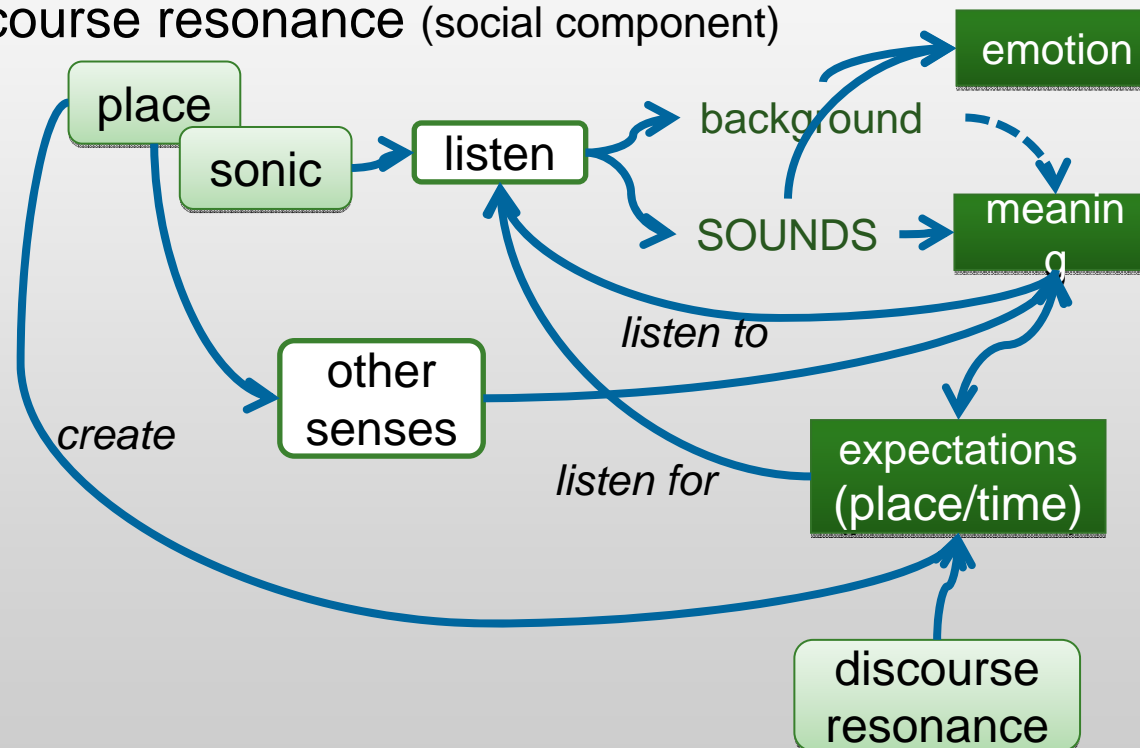 course resonance (social component)
emotion
place
background
listen
sonic
meanin
g
SOUNDS
listen to
other
senses
create
expectations
(place/time)
listen for
discourse
resonance